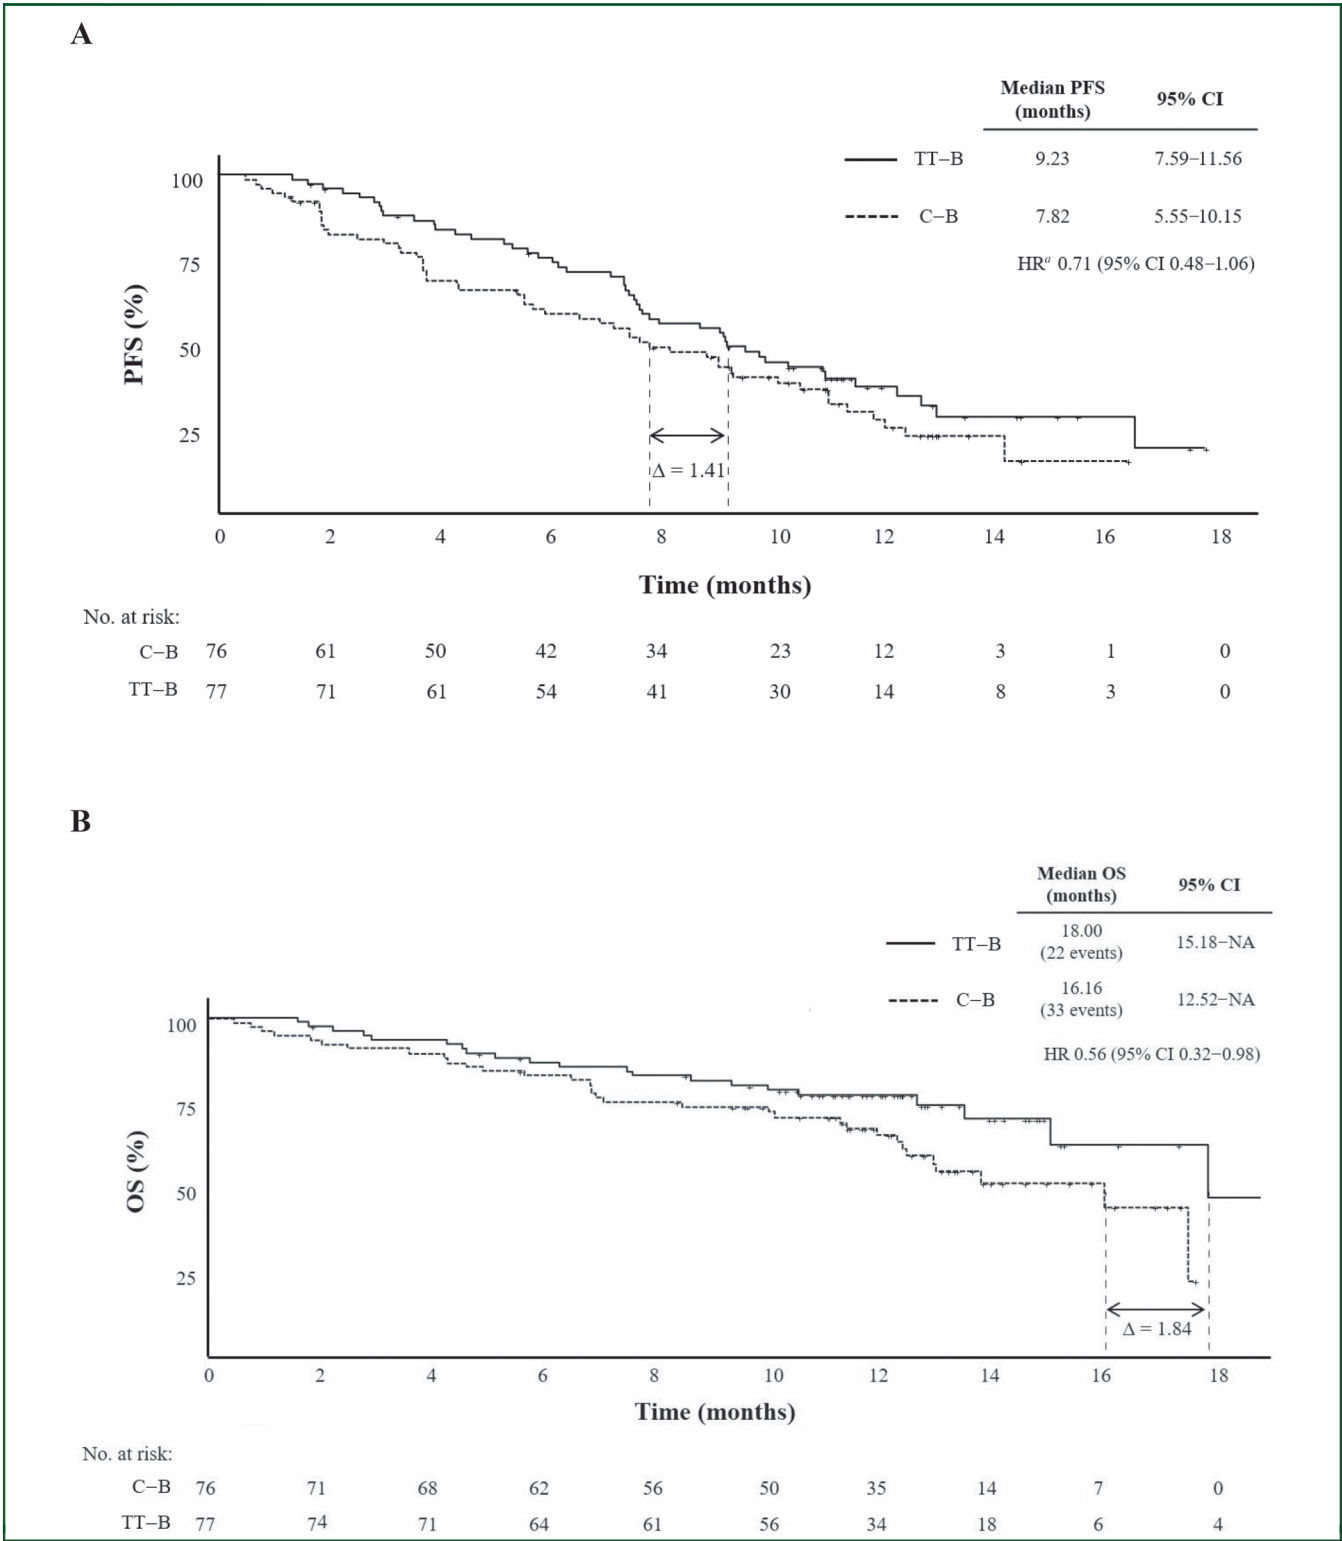 A
Median PFS
(months)
95% CI
TT–B 9.23 7.59–11.56
C–B 7.82 5.55–10.15
HRᵃ 0.71 (95% CI 0.48–1.06)
100
75
50
25
PFS (%)
Δ = 1.41
0 2 4 6 8 10 12 14 16 18
Time (months)
No. at risk:
C–B 76 61 50 42 34 23 12 3 1 0
TT–B 77 71 61 54 41 30 14 8 3 0
B
Median OS
(months)
95% CI
TT–B 18.00 (22 events) 15.18–NA
C–B 16.16 (33 events) 12.52–NA
HR 0.56 (95% CI 0.32–0.98)
100
75
50
25
OS (%)
Δ = 1.84
0 2 4 6 8 10 12 14 16 18
Time (months)
No. at risk:
C–B 76 71 68 62 56 50 35 14 7 0
TT–B 77 74 71 64 61 56 34 18 6 4